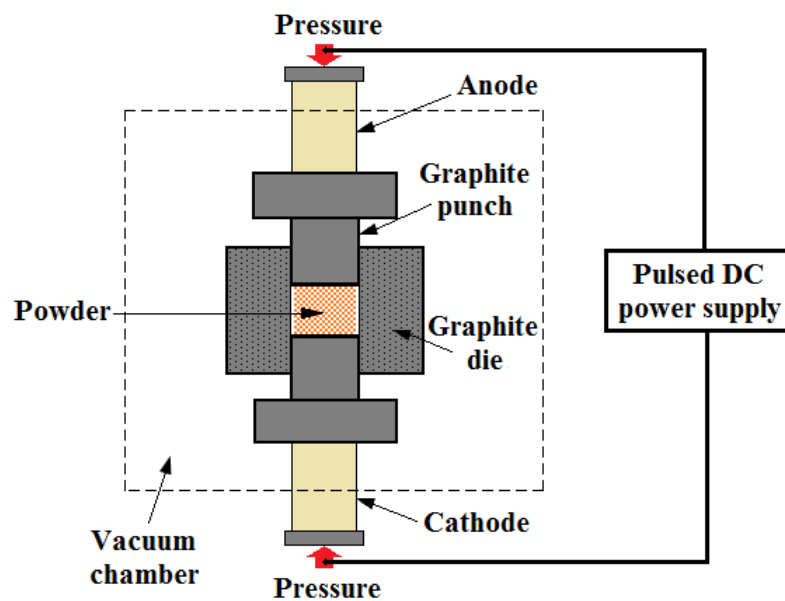 Pressure
Anode
Graphite
punch
Pulsed DC
power supply
Powder
Graphite
die
Cathode
Vacuum
chamber
Pressure